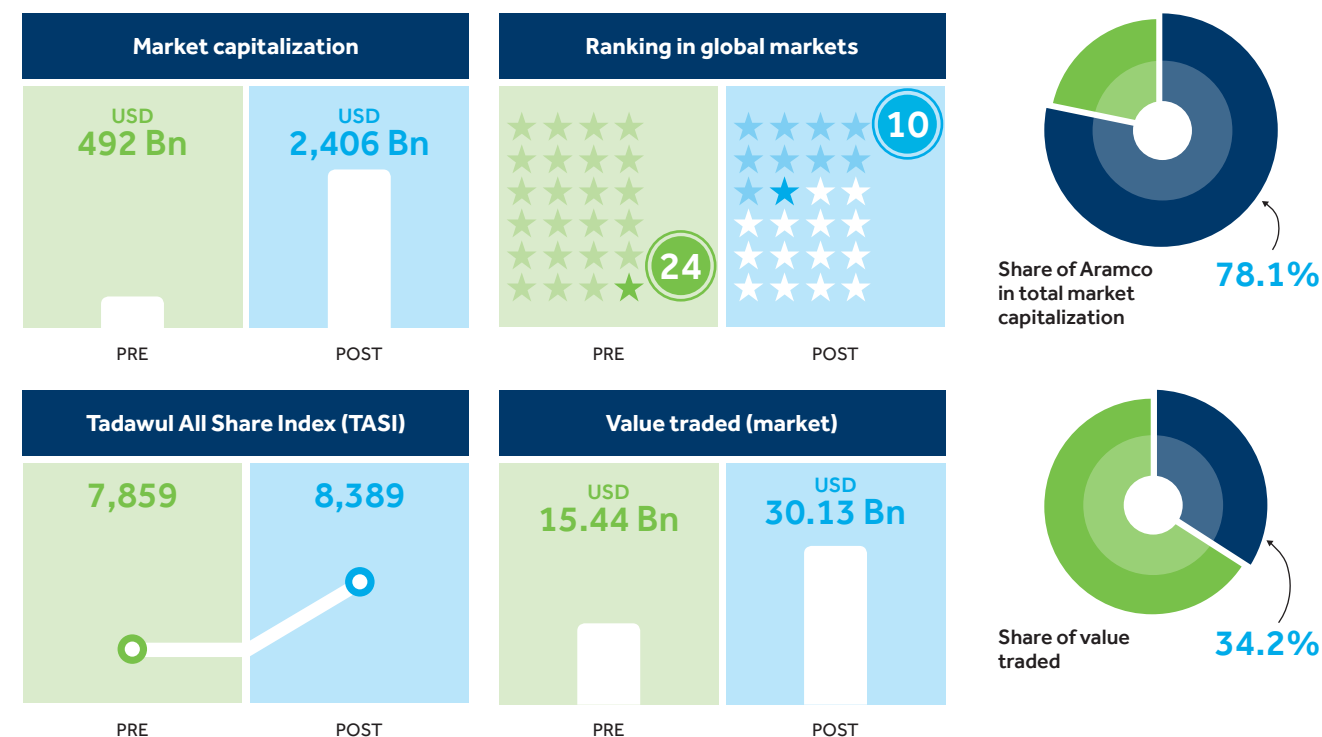 Market capitalization
USD
492 Bn
USD
2,406 Bn
PRE
POST
Ranking in global markets
24
10
PRE
POST
Share of Aramco
in total market
capitalization
78.1%
Tadawul All Share Index (TASI)
7,859
8,389
PRE
POST
Value traded (market)
USD
15.44 Bn
USD
30.13 Bn
PRE
POST
Share of value
traded
34.2%